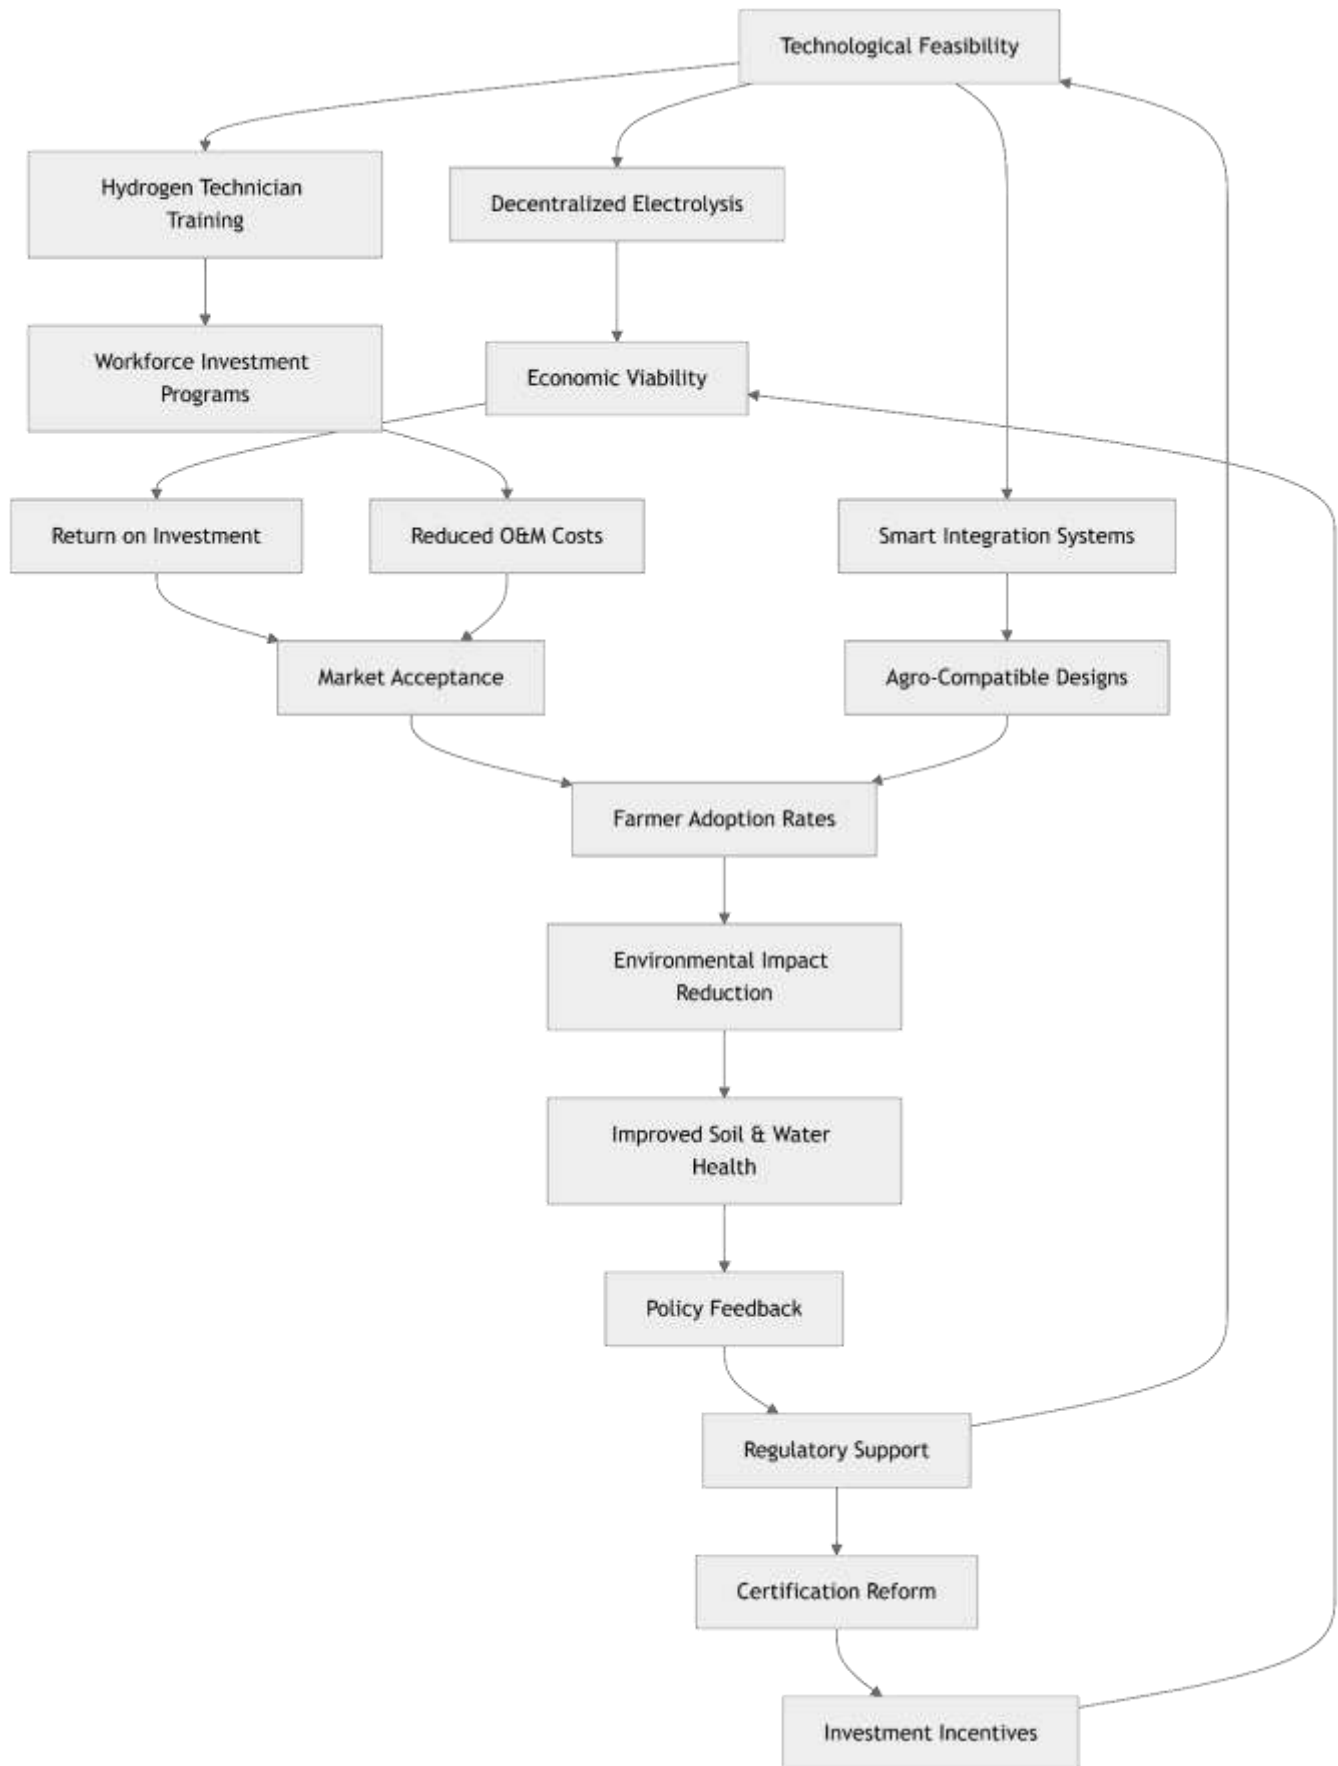 Technological Feasibility
Hydrogen Technician
Training
Decentralized Electrolysis
Workforce Investment
Programs
Economic Viability
Return on Investment
Reduced O&M Costs
Smart Integration Systems
Market Acceptance
Agro-Compatible Designs
Farmer Adoption Rates
Environmental Impact
Reduction
Improved Soil & Water
Health
Policy Feedback
Regulatory Support
Certification Reform
Investment Incentives